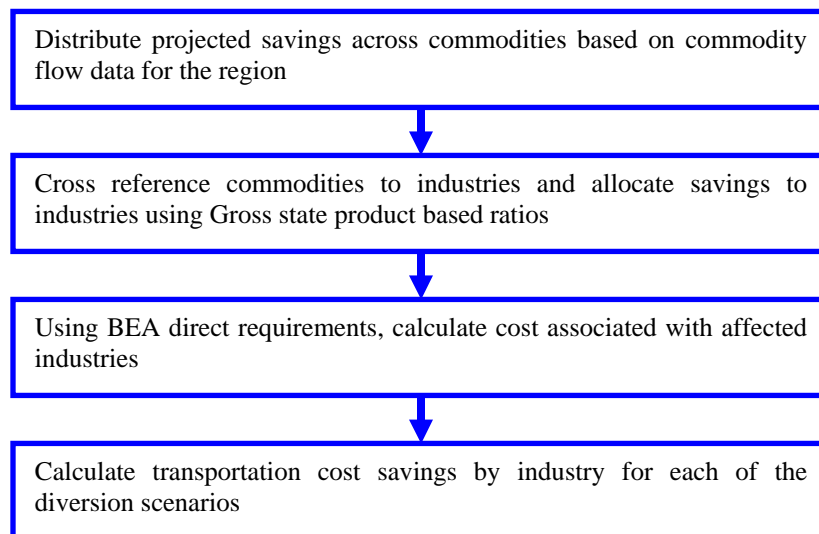 Distribute projected savings across commodities based on commodity
flow data for the region
Cross reference commodities to industries and allocate savings to
industries using Gross state product based ratios
Using BEA direct requirements, calculate cost associated with affected
industries
Calculate transportation cost savings by industry for each of the
diversion scenarios